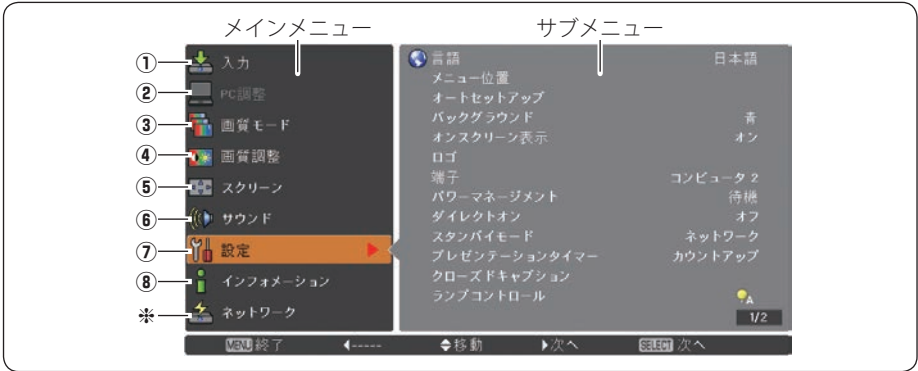 メインメニュー
サブメニュー
① 入力
② PC調整
③ 画質モード
④ 画質調整
⑤ スクリーン
⑥ サウンド
⑦ 設定
⑧ インフォメーション
※ ネットワーク
言語 日本語
メニュー位置
オートセットアップ
バックグラウンド 青
オンスクリーン表示 オン
ロゴ
端子 コンピュータ 2
パワーマネージメント 待機
ダイレクトオン オフ
スタンバイモード ネットワーク
プレゼンテーションタイマー カウントアップ
クローズドキャプション
ランプコントロール A
1/2
MENU 終了 ◀----- 移動 ▶次へ SELECT 次へ